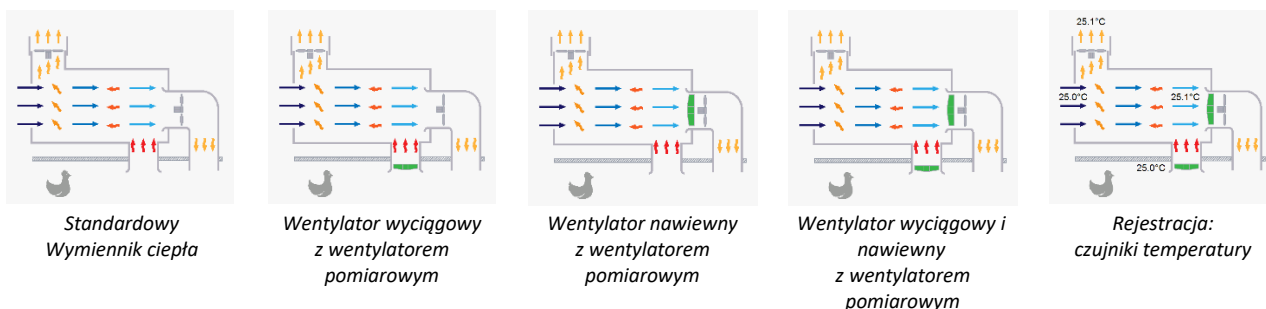 25.1°C
25.0°C
25.1°C
25.0°C
Standardowy
Wymiennik ciepła
Wentylator wyciągowy
z wentylatorem
pomiarowym
Wentylator nawiewny
z wentylatorem
pomiarowym
Wentylator wyciągowy i
nawiewny
z wentylatorem
pomiarowym
Rejestracja:
czujniki temperatury